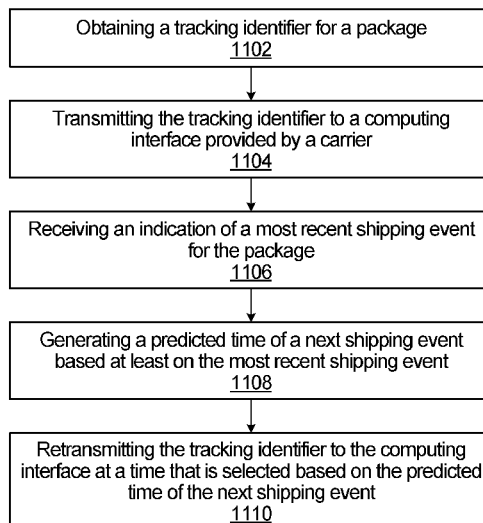 Obtaining a tracking identifier for a package
1102
Transmitting the tracking identifier to a computing
interface provided by a carrier
1104
Receiving an indication of a most recent shipping event
for the package
1106
Generating a predicted time of a next shipping event
based at least on the most recent shipping event
1108
Retransmitting the tracking identifier to the computing
interface at a time that is selected based on the predicted
time of the next shipping event
1110